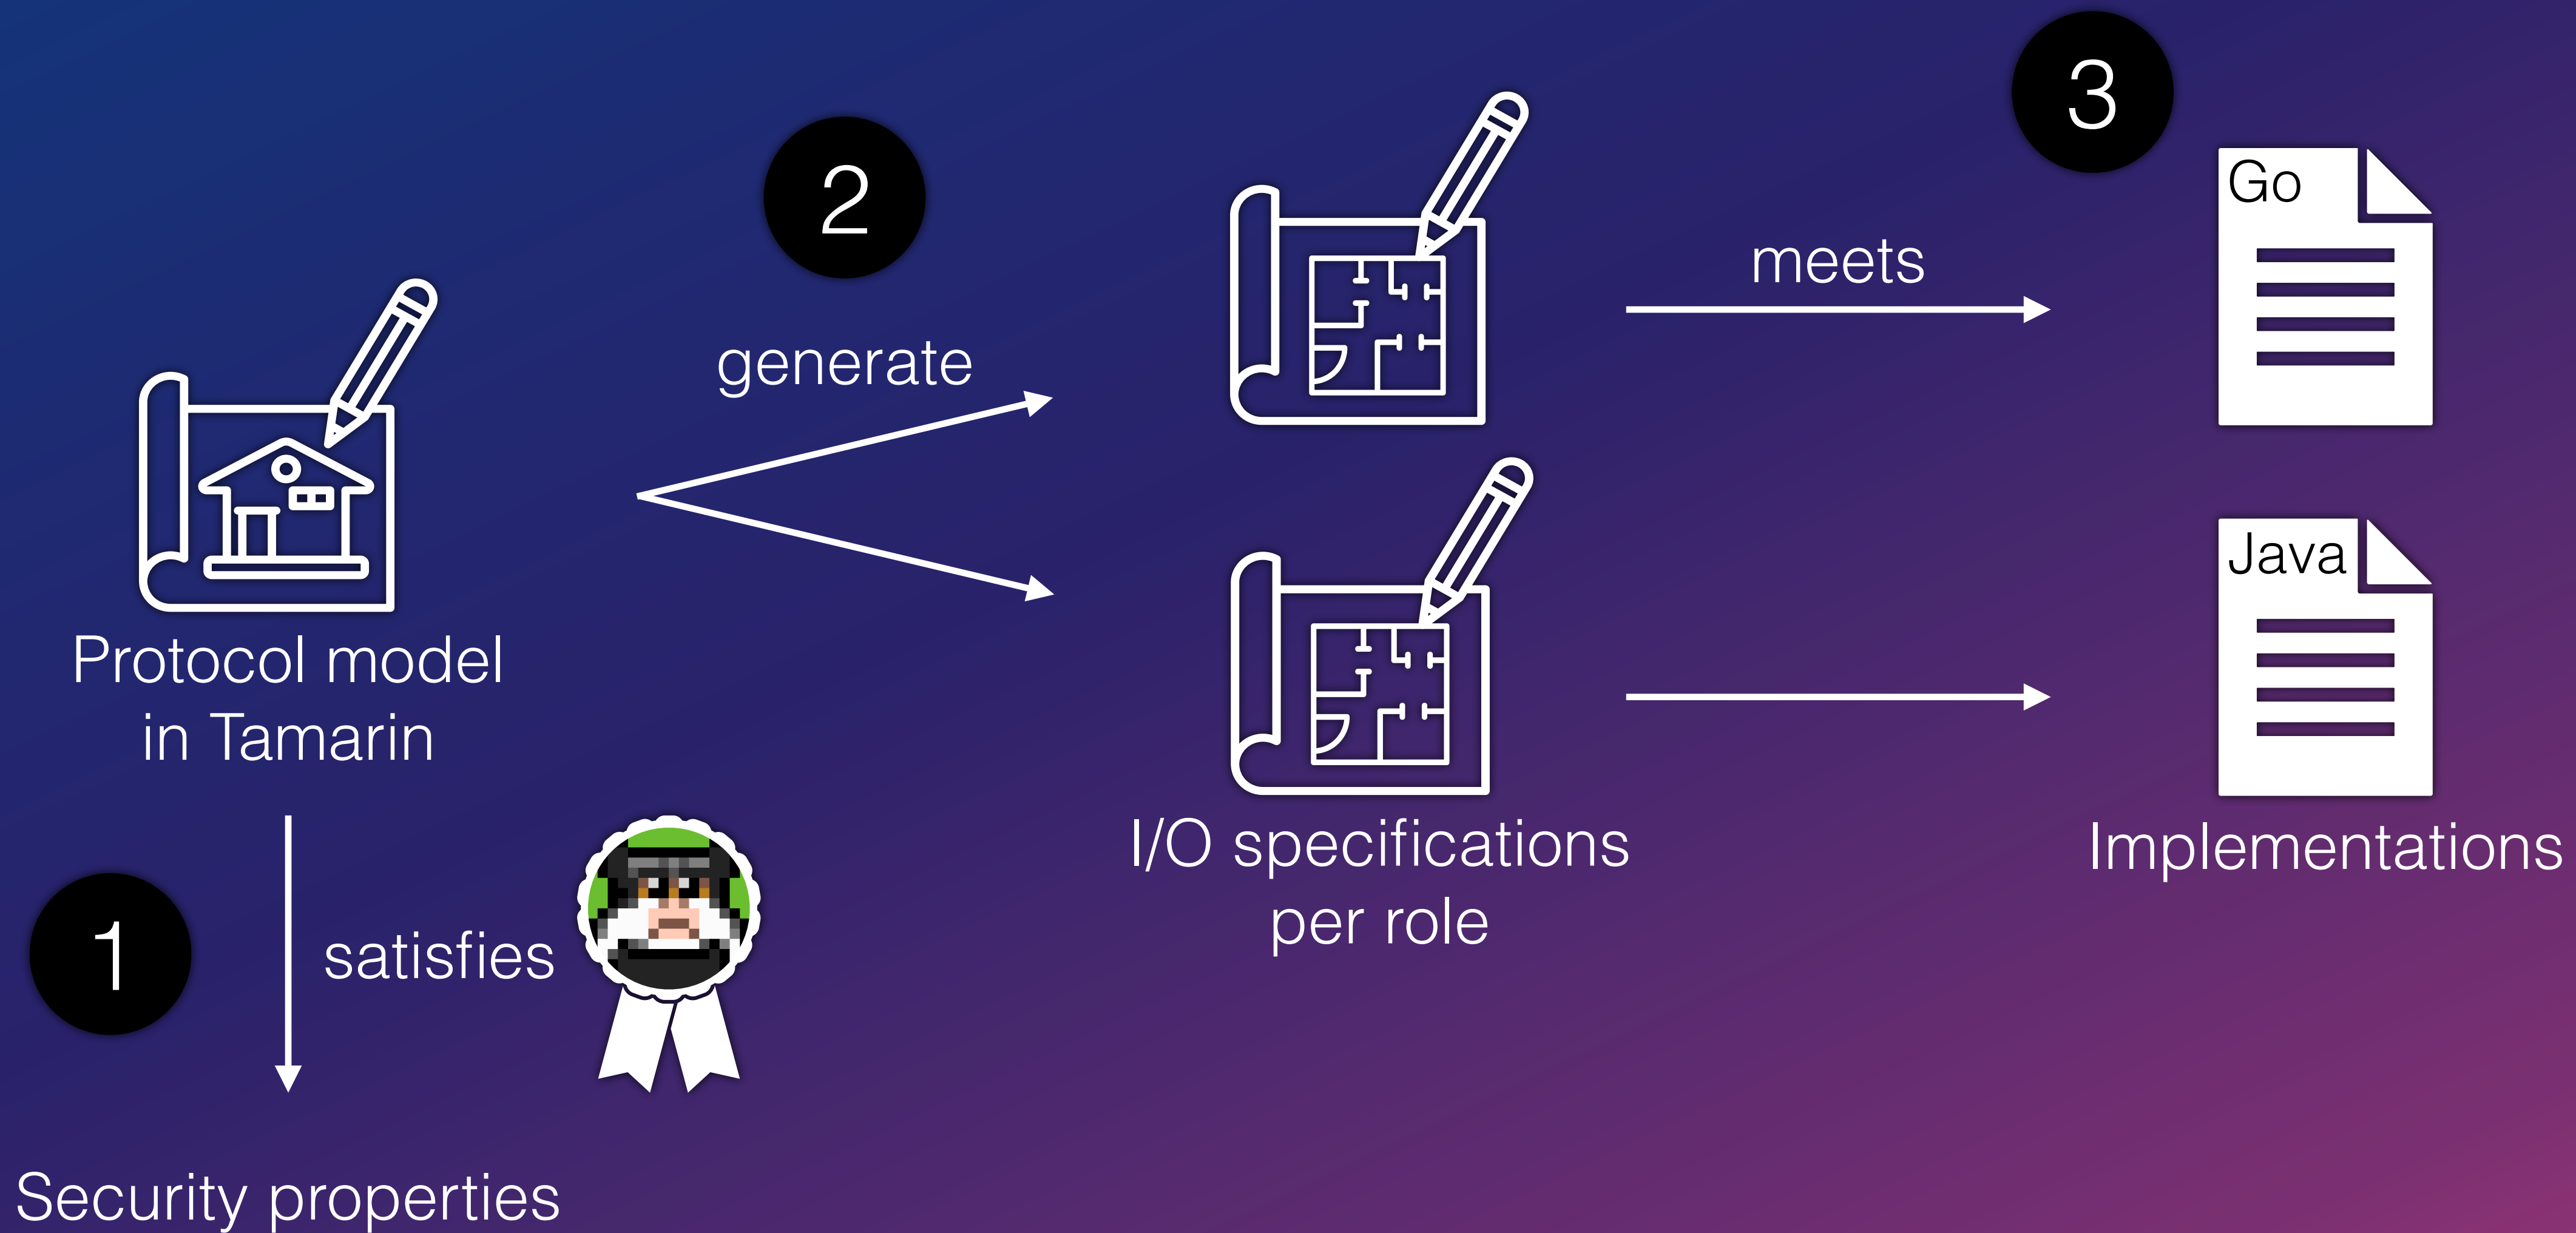 3
Go
2
meets
generate
Java
Protocol model
in Tamarin
I/O specifications
per role
Implementations
1
satisfies
Security properties